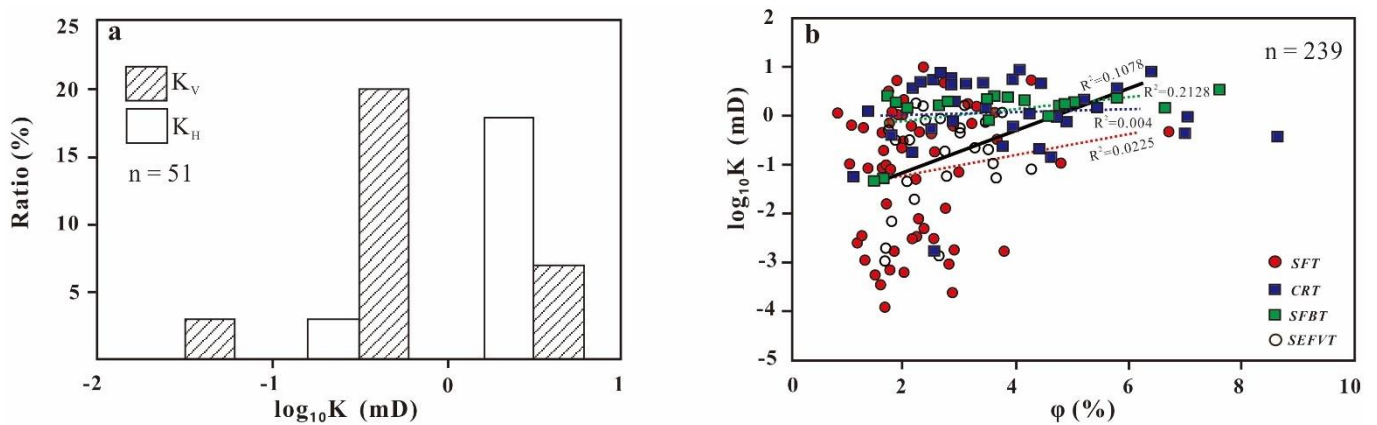 a
25
20
15
10
5
Ratio (%)
K_V
K_H
n = 51
-2
-1
0
1
log₁₀K (mD)
b
n = 239
2
1
0
-1
-2
-3
-4
-5
log₁₀K (mD)
R²=0.1078
R²=0.2128
R²=0.004
R²=0.0225
SFT
CRT
SFBT
SEFVT
0
2
4
6
8
10
φ (%)